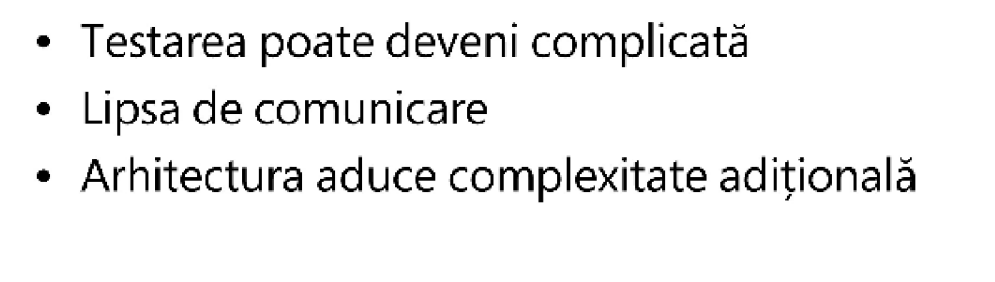 • Testarea poate deveni complicată
• Lipsa de comunicare
• Arhitectura aduce complexitate adițională